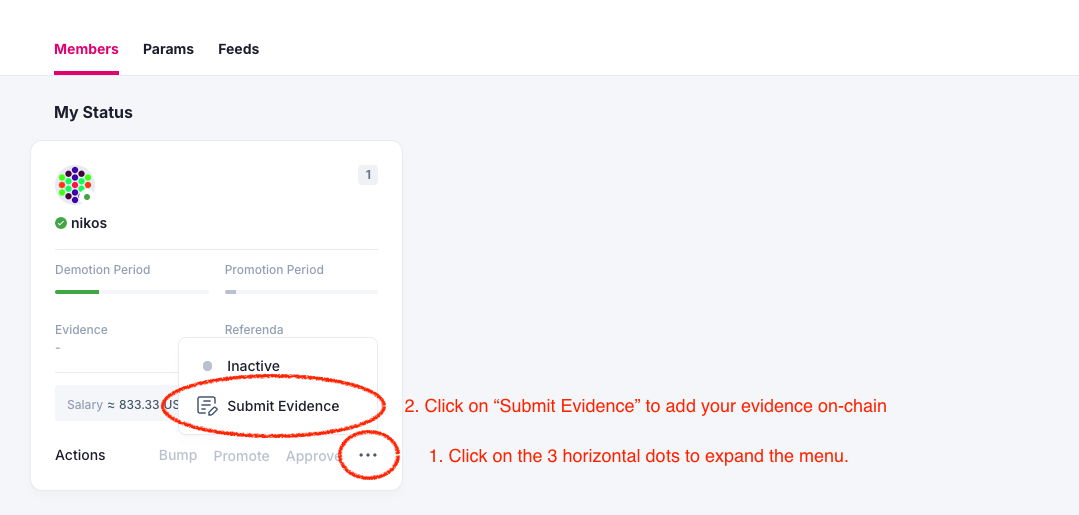 Members Params Feeds
My Status
1
nikos
Demotion Period Promotion Period
Evidence Referenda
-
Inactive
Salary ≈ 833.33 US
Submit Evidence
2. Click on “Submit Evidence” to add your evidence on-chain
Actions Bump Promote Approve
1. Click on the 3 horizontal dots to expand the menu.